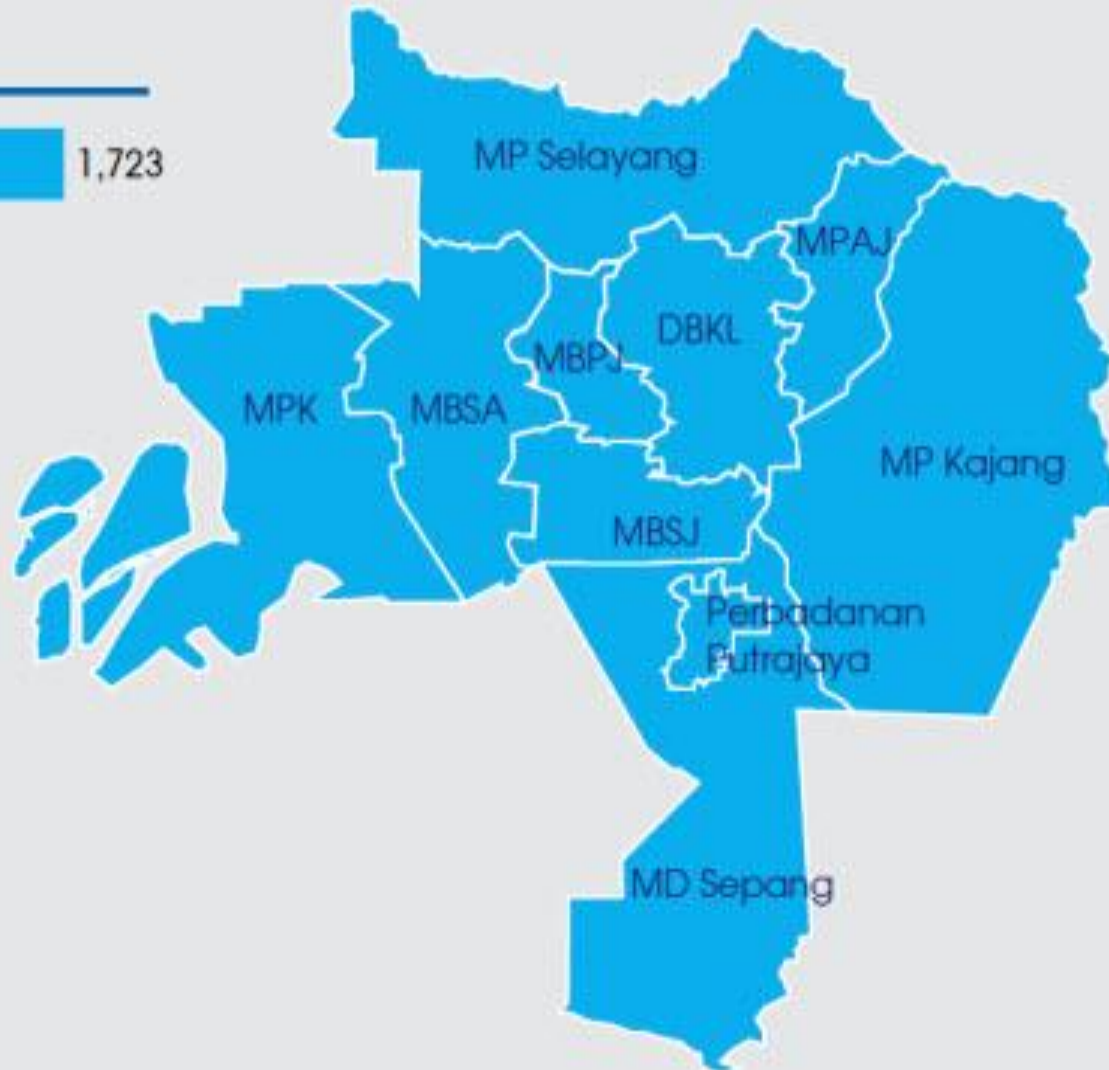 1,723
MP Selayang
MPAJ
DBKL
MBPJ
MPK
MBSA
MP Kajang
MBSJ
Perbadanan
Putrajaya
MD Sepang